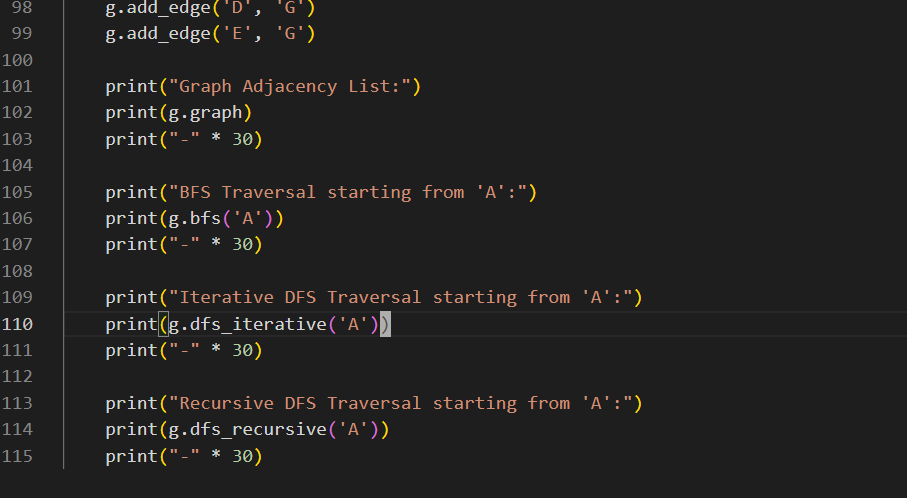 98 g.add_edge('D', 'G')
99 g.add_edge('E', 'G')
100
101 print("Graph Adjacency List:")
102 print(g.graph)
103 print("-" * 30)
104
105 print("BFS Traversal starting from 'A':")
106 print(g.bfs('A'))
107 print("-" * 30)
108
109 print("Iterative DFS Traversal starting from 'A':")
110 print(g.dfs_iterative('A'))
111 print("-" * 30)
112
113 print("Recursive DFS Traversal starting from 'A':")
114 print(g.dfs_recursive('A'))
115 print("-" * 30)